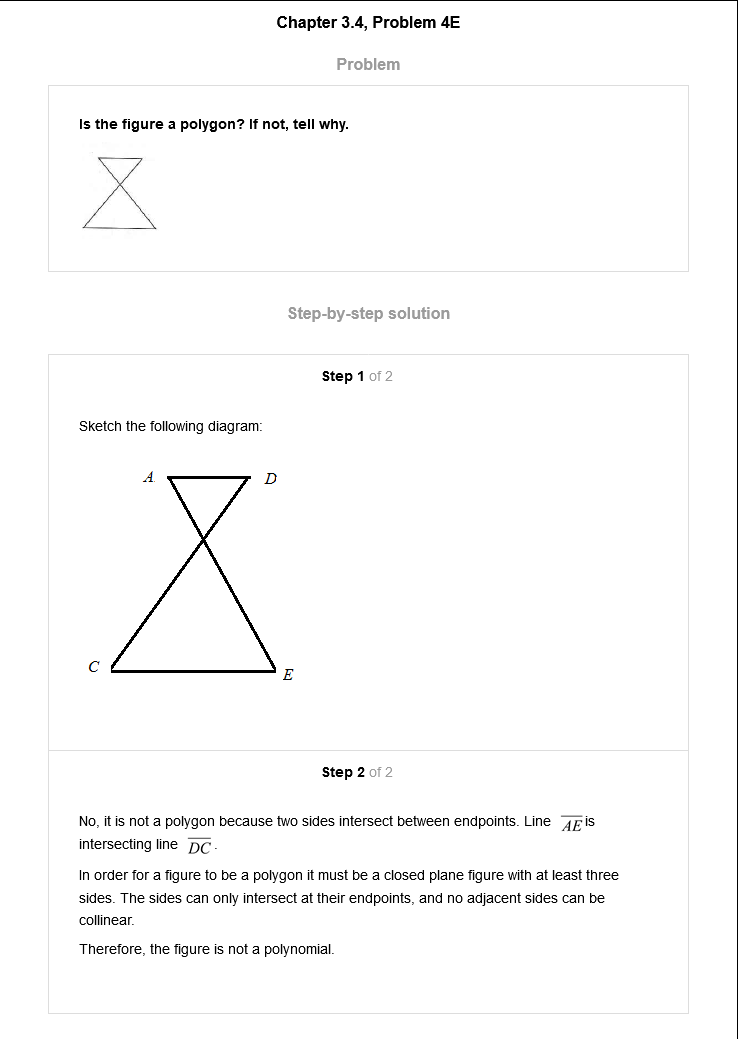 Chapter 3.4, Problem 4E
Problem
Is the figure a polygon? If not, tell why.
Step-by-step solution
Step 1 of 2
Sketch the following diagram:
A
D
C
E
Step 2 of 2
No, it is not a polygon because two sides intersect between endpoints. Line A̅E̅ is
intersecting line D̅C̅.
In order for a figure to be a polygon it must be a closed plane figure with at least three
sides. The sides can only intersect at their endpoints, and no adjacent sides can be
collinear.
Therefore, the figure is not a polynomial.